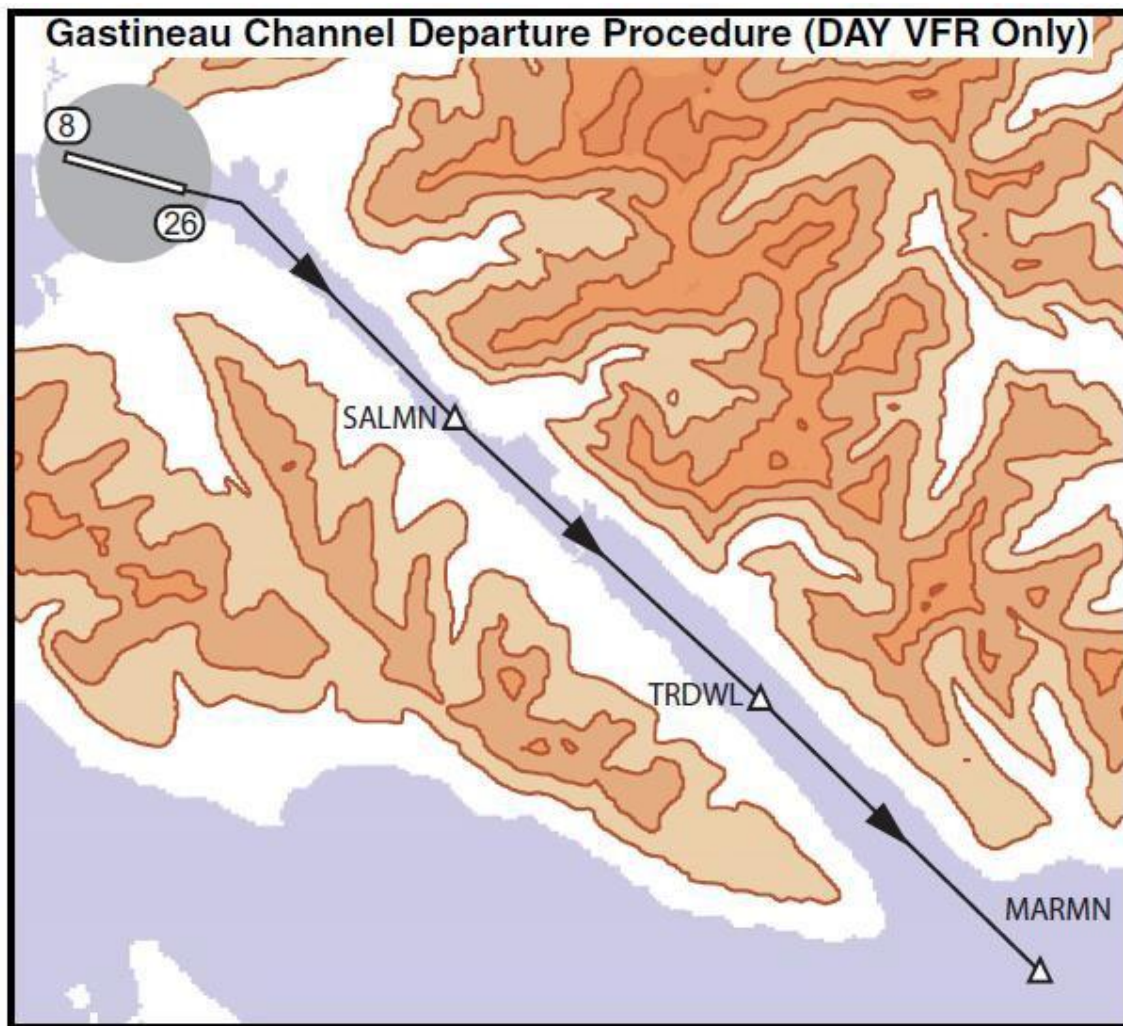 Gastineau Channel Departure Procedure (DAY VFR Only)
8
26
SALMN
TRDWL
MARMN